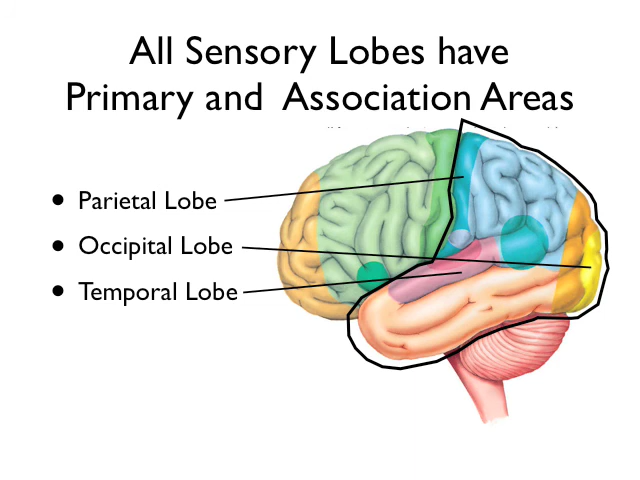 All Sensory Lobes have
Primary and Association Areas
• Parietal Lobe
• Occipital Lobe
• Temporal Lobe